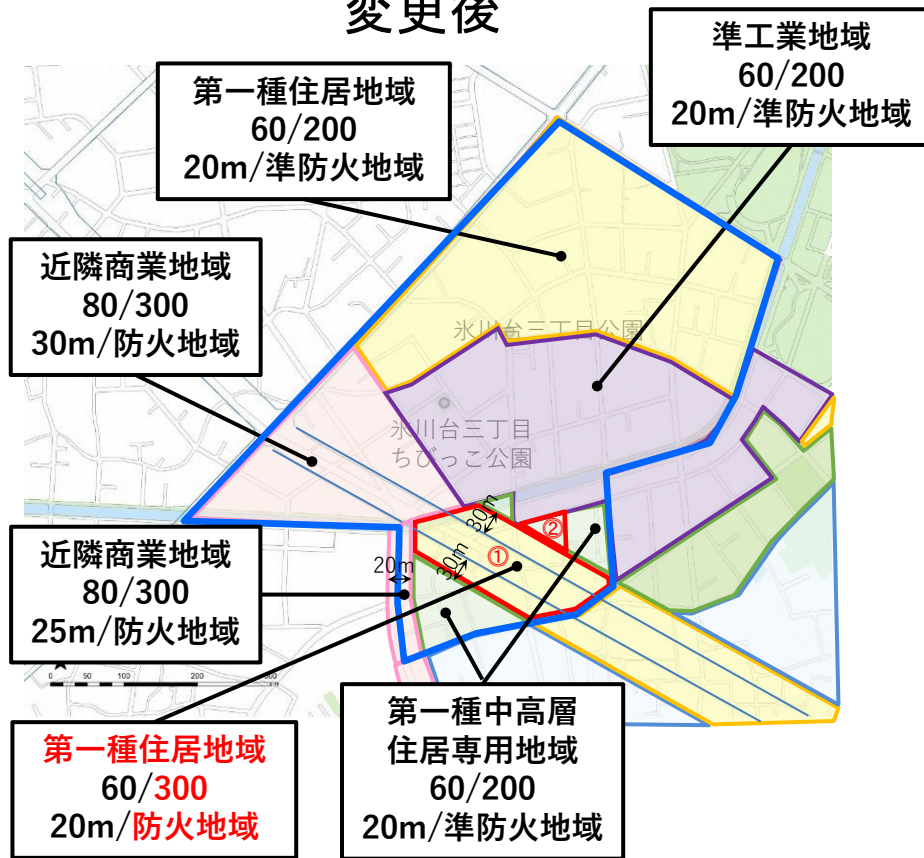 変更後
準工業地域
60/200
20m/準防火地域
第一種住居地域
60/200
20m/準防火地域
近隣商業地域
80/300
30m/防火地域
氷川台三丁目公園
氷川台三丁目
ちびっこ公園
30m
②
①
30m
20m
近隣商業地域
80/300
25m/防火地域
0 50 100 200
第一種住居地域
60/300
20m/防火地域
第一種中高層
住居専用地域
60/200
20m/準防火地域